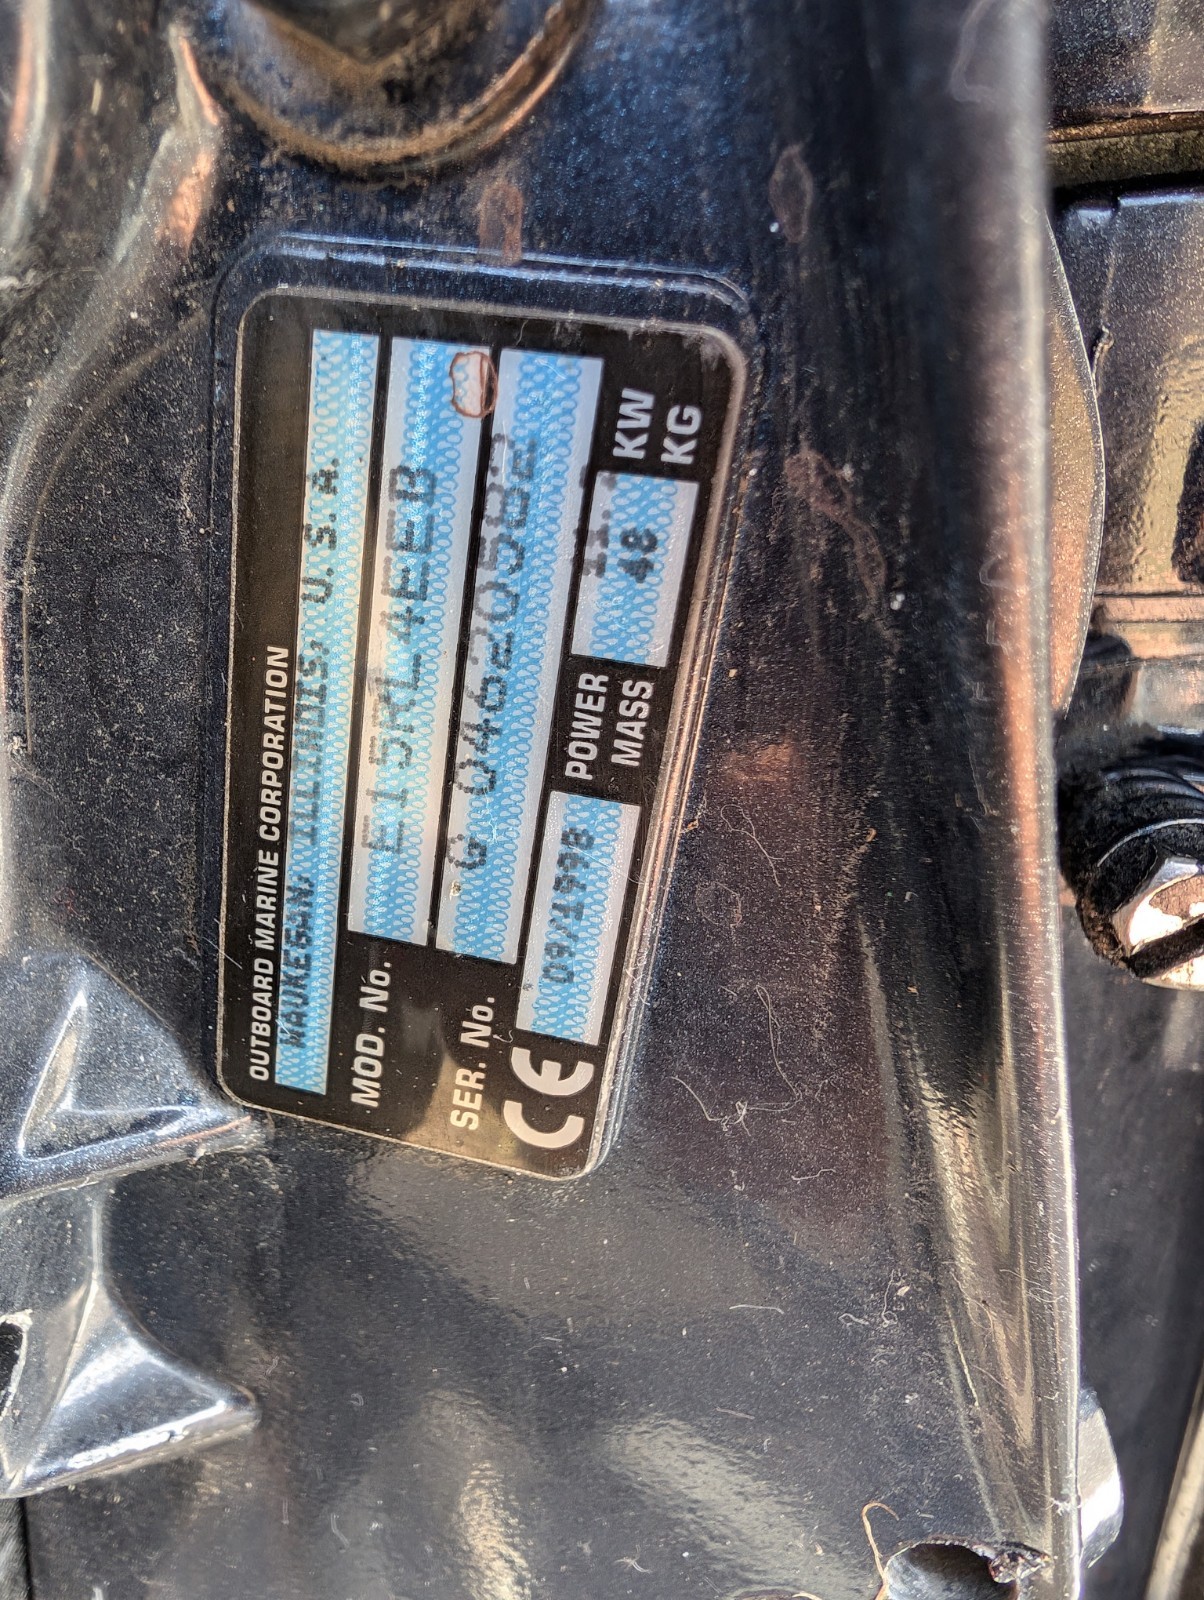 OUTBOARD MARINE CORPORATION
WAUKEGAN, ILLINOIS, U.S.A.
MOD. No. E15RL4EEB
SER. No. G 04620582
CE 09/1998 POWER KW
MASS 48 KG